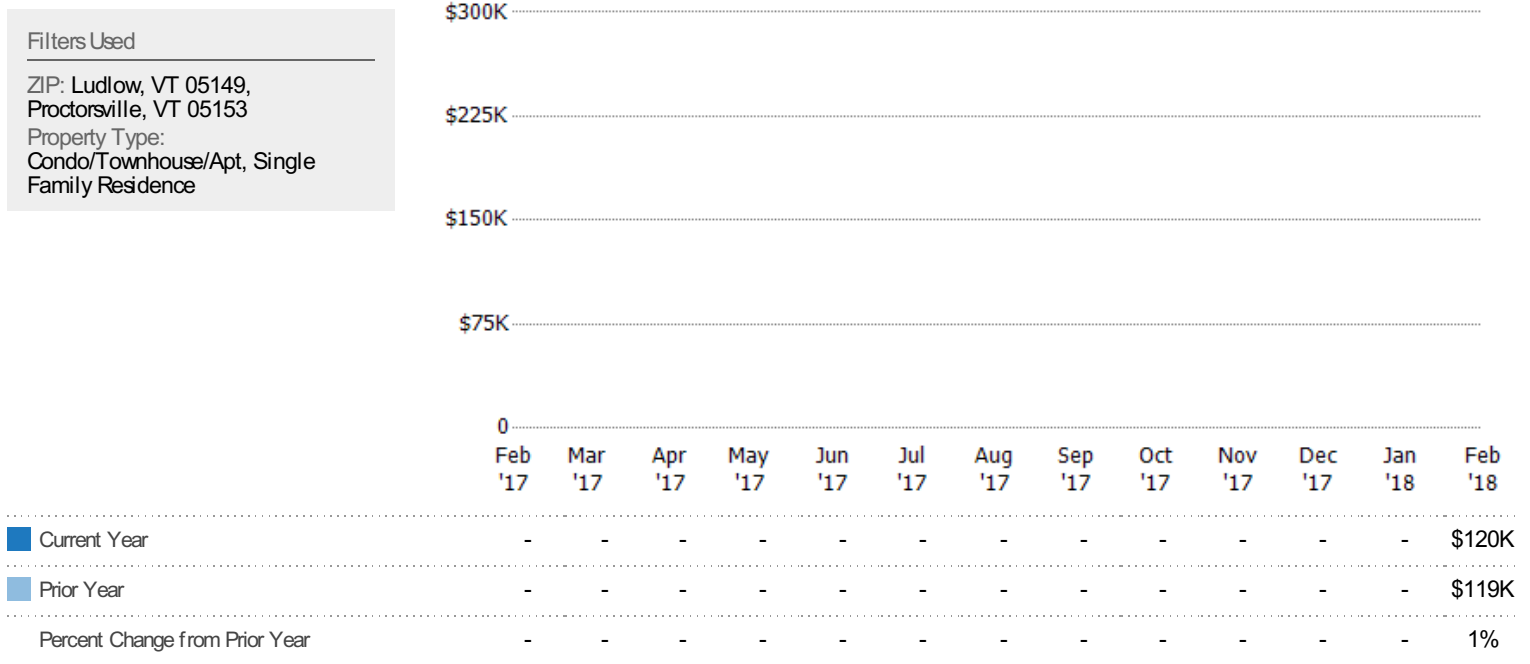 Filters Used
ZIP: Ludlow, VT 05149,
Proctorsville, VT 05153
Property Type:
Condo/Townhouse/Apt, Single
Family Residence
$300K
$225K
$150K
$75K
0
Feb Mar Apr May Jun Jul Aug Sep Oct Nov Dec Jan Feb
'17 '17 '17 '17 '17 '17 '17 '17 '17 '17 '17 '18 '18
Current Year - - - - - - - - - - - - $120K
Prior Year - - - - - - - - - - - - $119K
Percent Change from Prior Year - - - - - - - - - - - - 1%